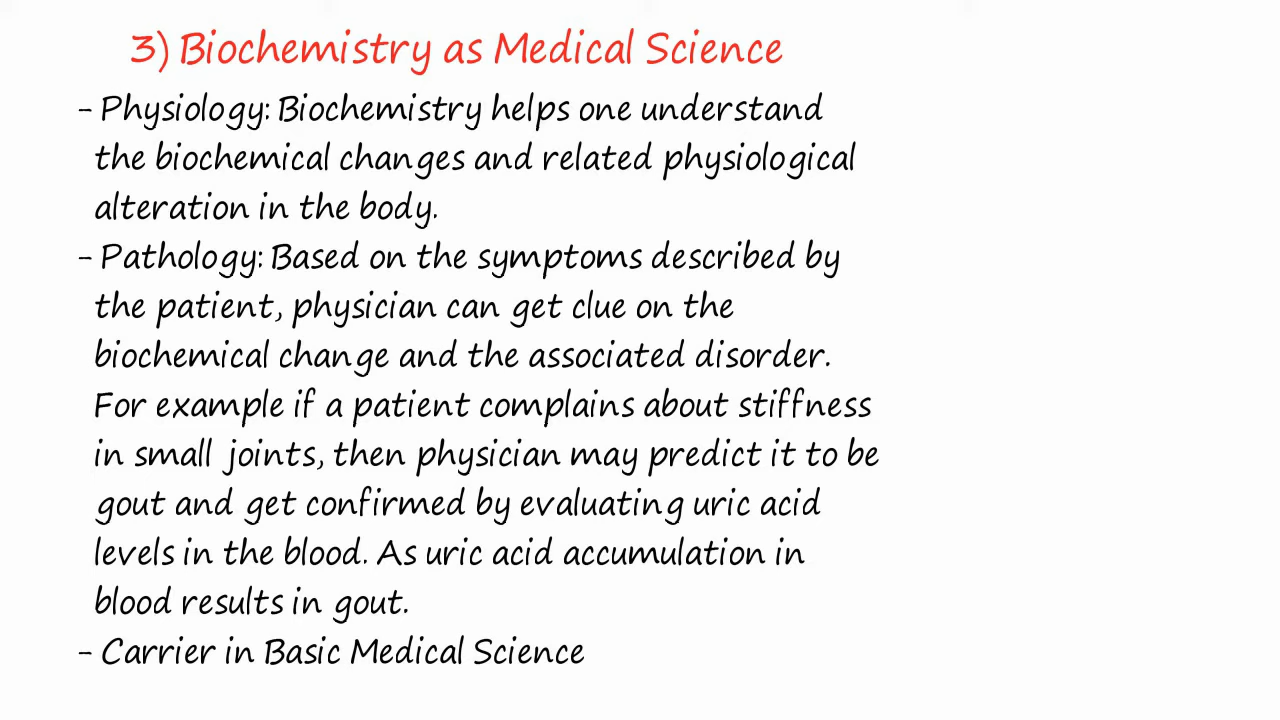 3) Biochemistry as Medical Science
- Physiology: Biochemistry helps one understand
the biochemical changes and related physiological
alteration in the body.
- Pathology: Based on the symptoms described by
the patient, physician can get clue on the
biochemical change and the associated disorder.
For example if a patient complains about stiffness
in small joints, then physician may predict it to be
gout and get confirmed by evaluating uric acid
levels in the blood. As uric acid accumulation in
blood results in gout.
- Carrier in Basic Medical Science